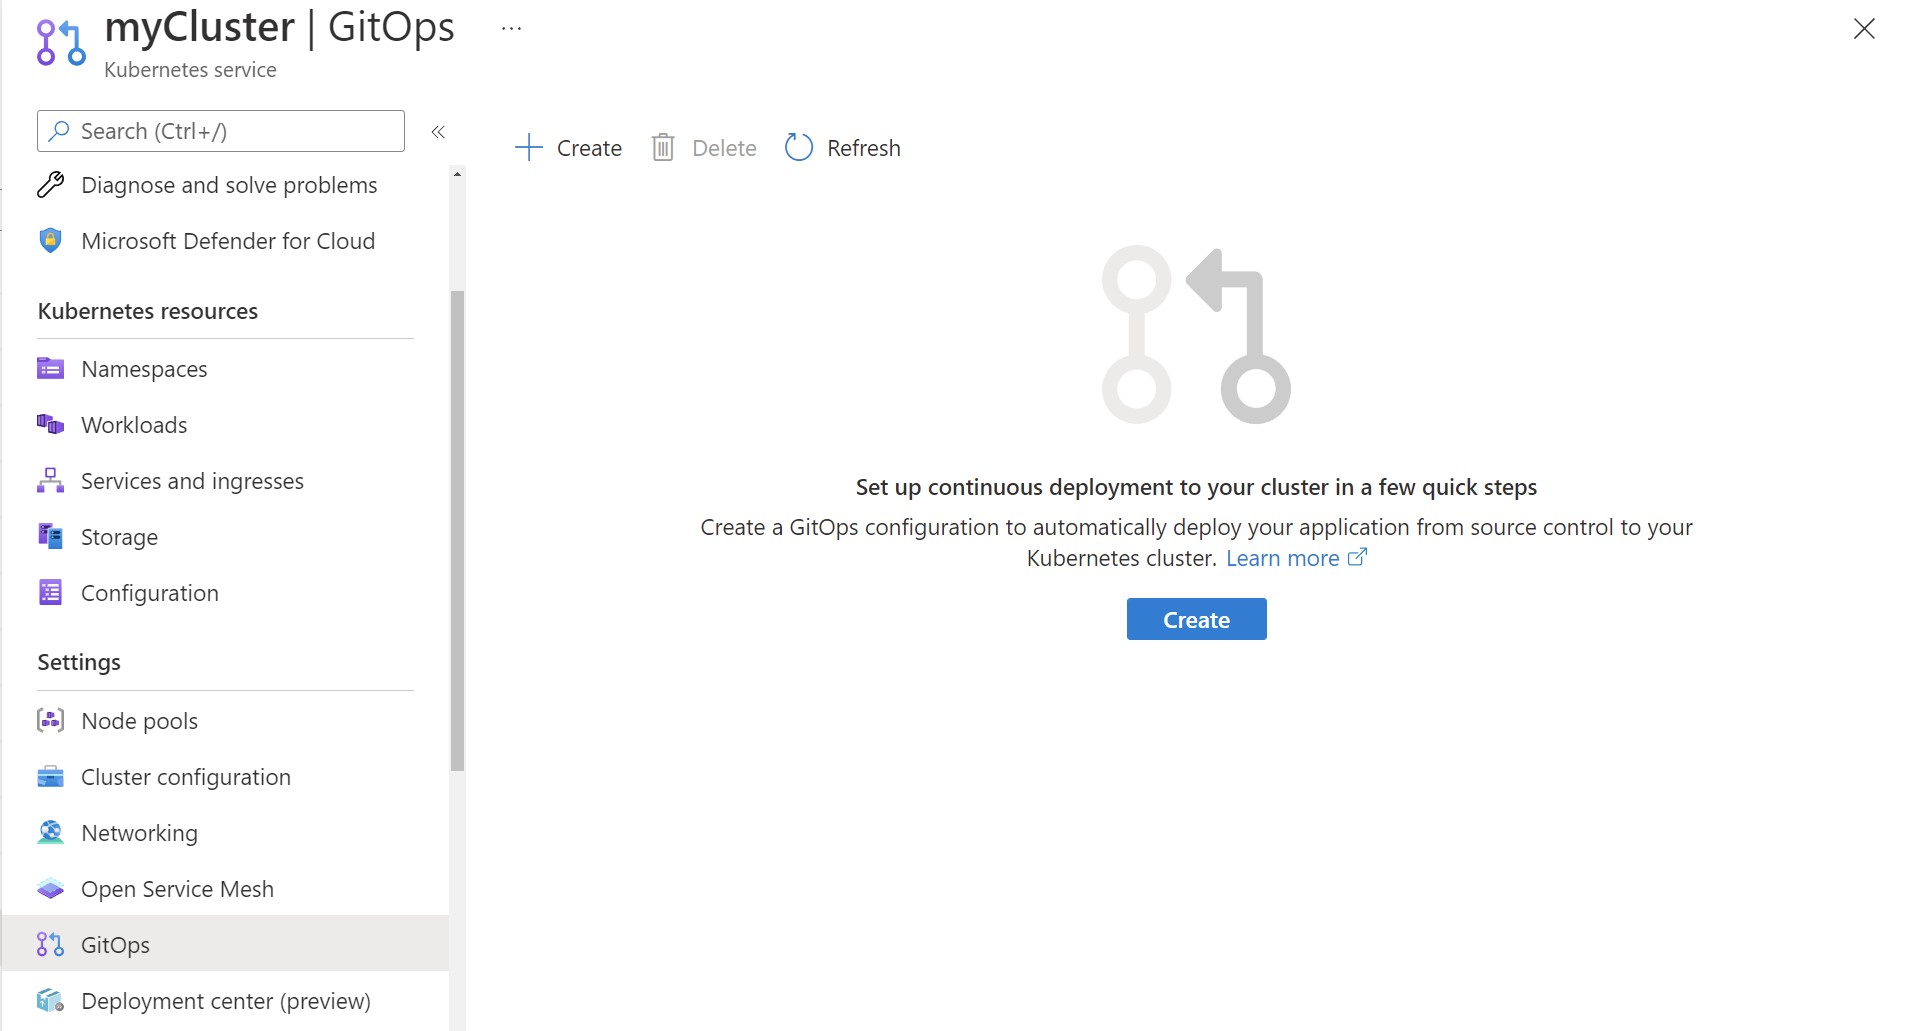 myCluster | GitOps ...
Kubernetes service
Search (Ctrl+/)
«
Diagnose and solve problems
Microsoft Defender for Cloud
Kubernetes resources
Namespaces
Workloads
Services and ingresses
Storage
Configuration
Settings
Node pools
Cluster configuration
Networking
Open Service Mesh
GitOps
Deployment center (preview)
Create Delete Refresh
Set up continuous deployment to your cluster in a few quick steps
Create a GitOps configuration to automatically deploy your application from source control to your
Kubernetes cluster. Learn more
Create